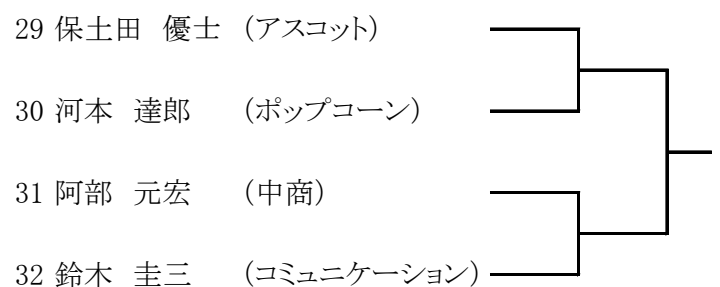 29 保土田　優士　（アスコット）
30 河本　達郎　　（ポップコーン）
31 阿部　元宏　　（中商）
32 鈴木　圭三　　（コミュニケーション）